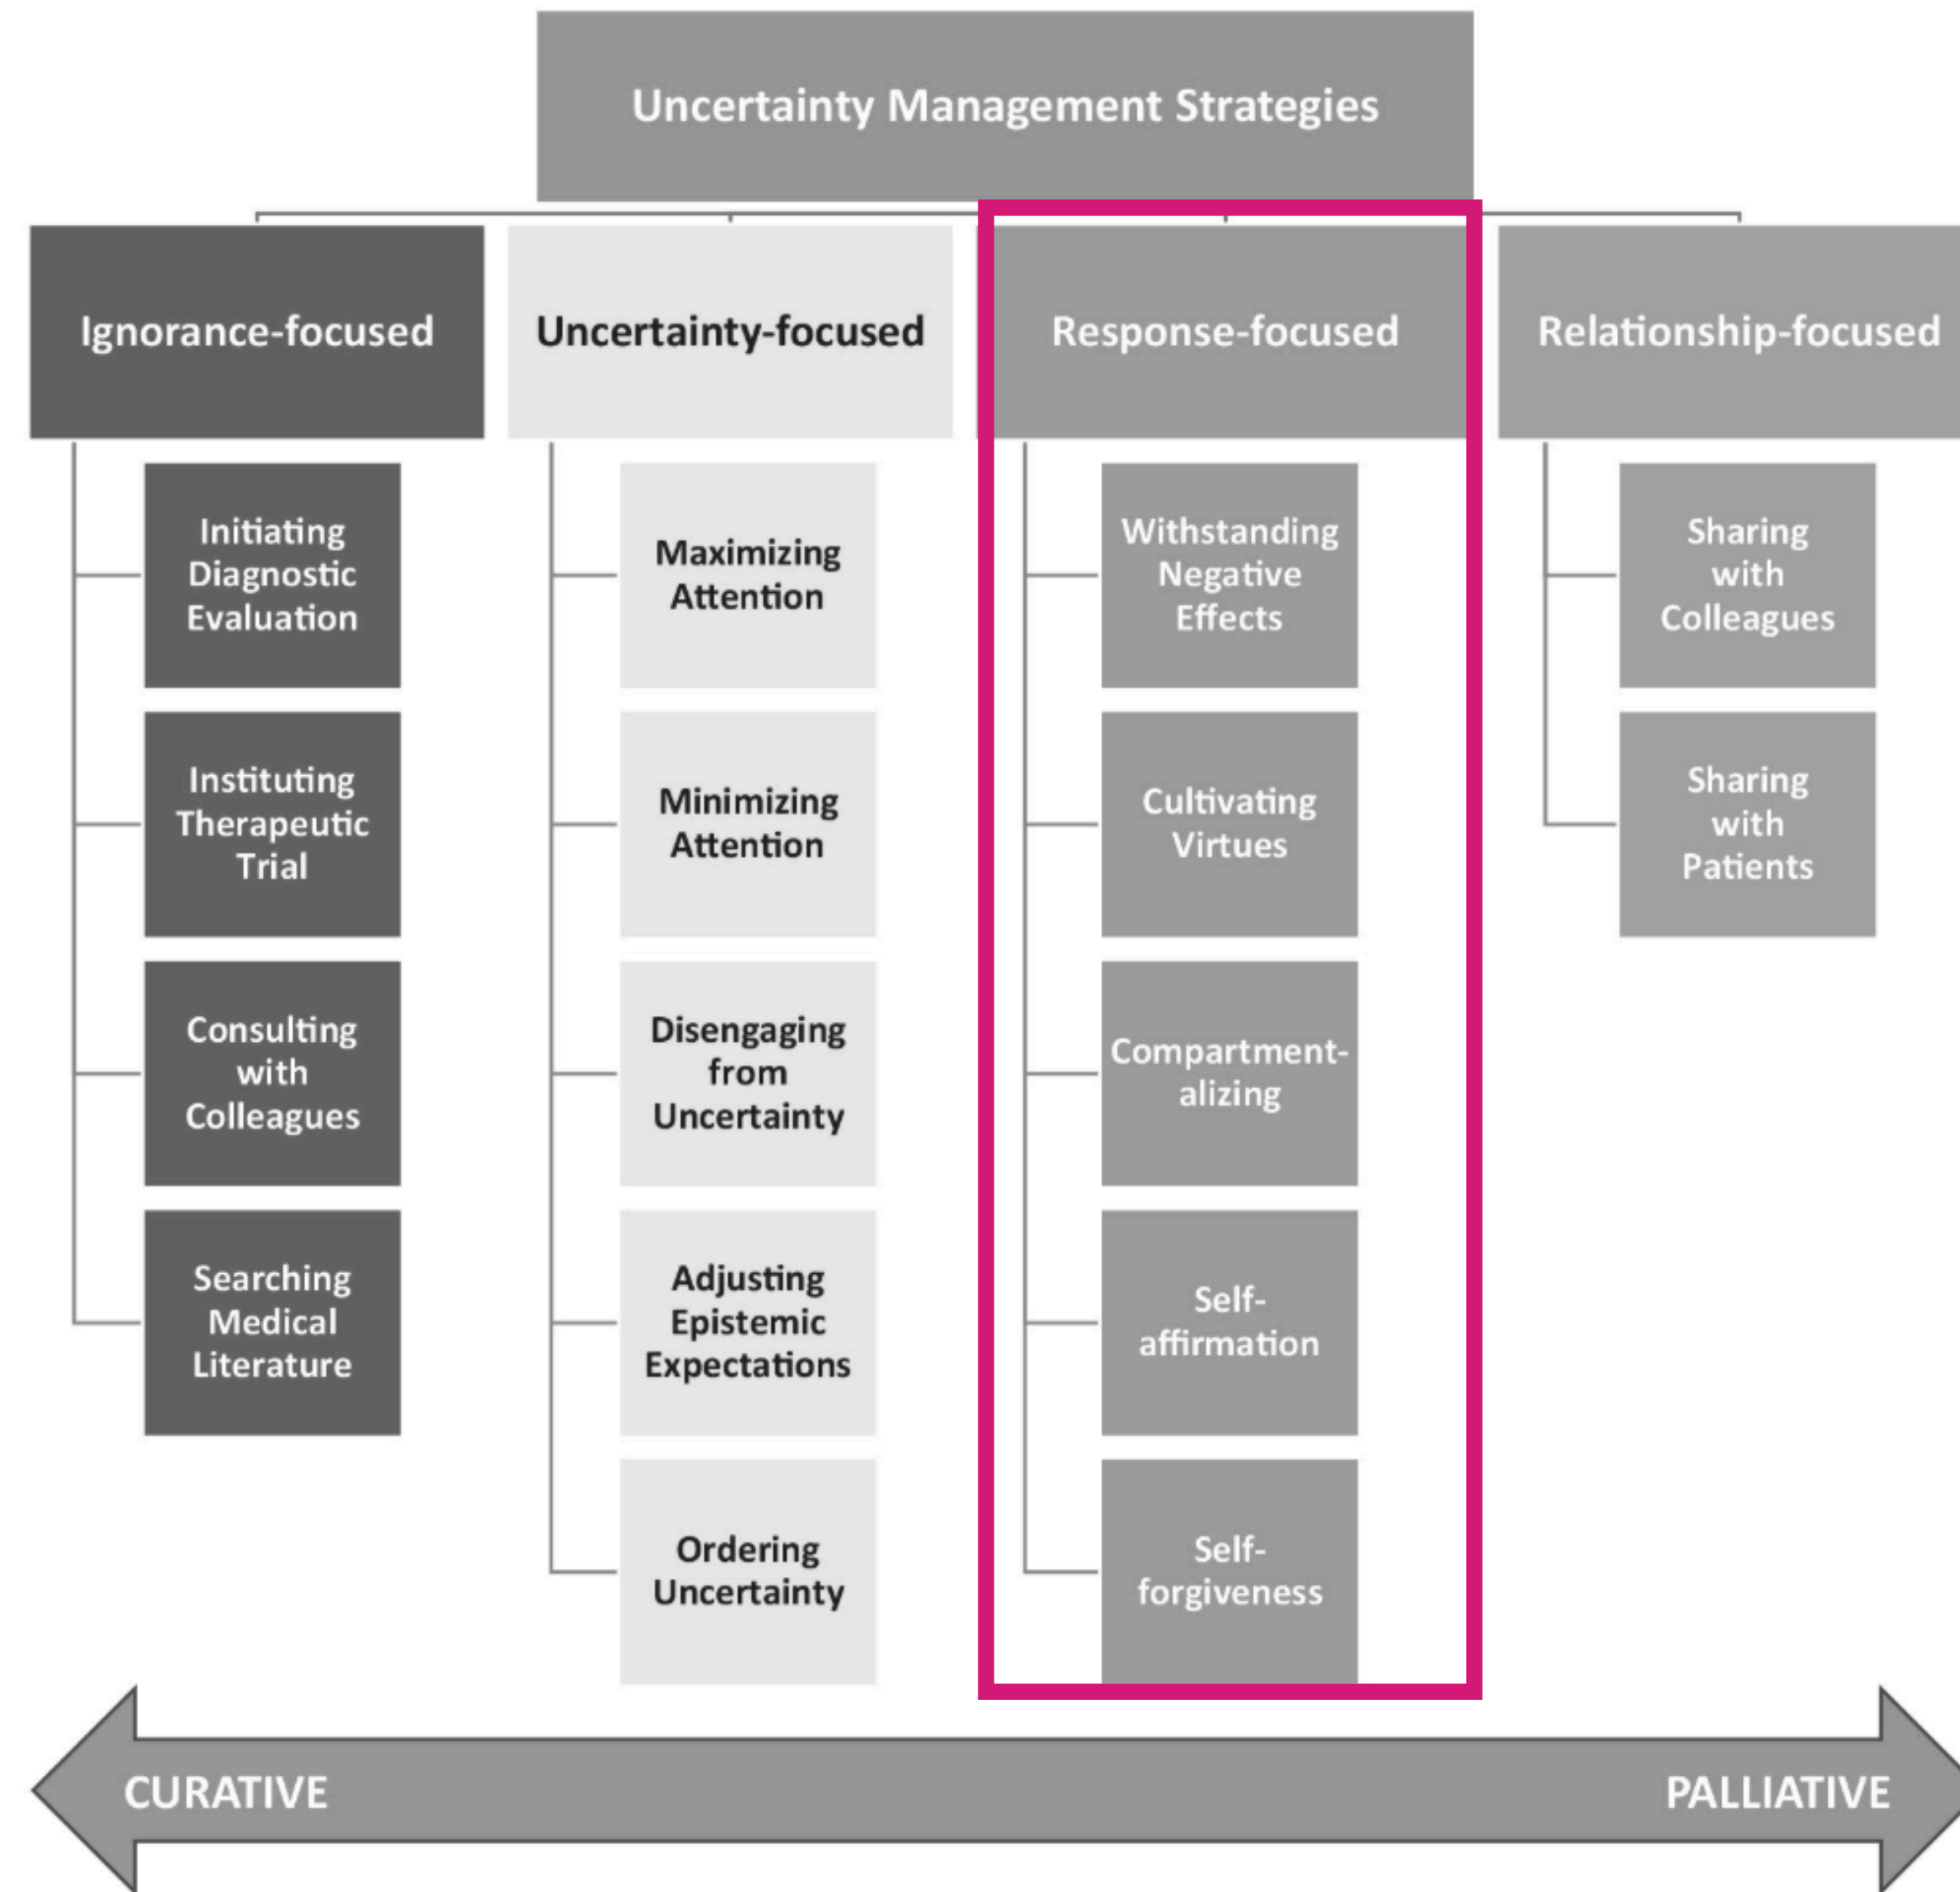 Uncertainty Management Strategies
Ignorance-focused
Initiating
Diagnostic
Evaluation
Instituting
Therapeutic
Trial
Consulting
with
Colleagues
Searching
Medical
Literature
Uncertainty-focused
Maximizing
Attention
Minimizing
Attention
Disengaging
from
Uncertainty
Adjusting
Epistemic
Expectations
Ordering
Uncertainty
Response-focused
Withstanding
Negative
Effects
Cultivating
Virtues
Compartment-
alizing
Self-
affirmation
Self-
forgiveness
Relationship-focused
Sharing
with
Colleagues
Sharing
with
Patients
CURATIVE
PALLIATIVE